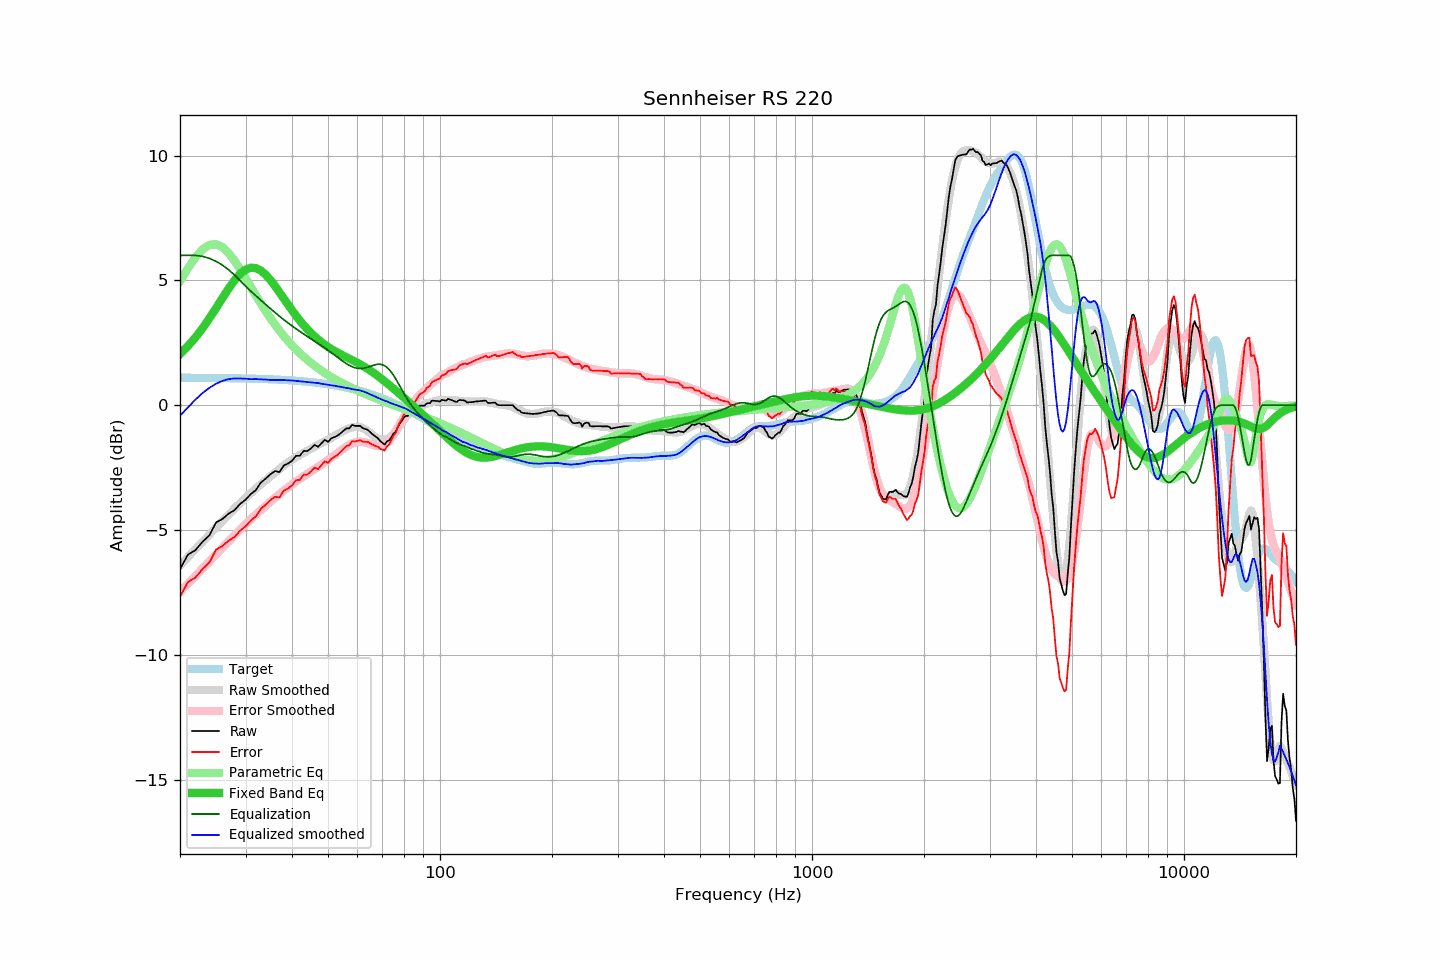 Sennheiser RS 220
Amplitude (dBr)
10
5
0
−5
−10
−15
Target
Raw Smoothed
Error Smoothed
Raw
Error
Parametric Eq
Fixed Band Eq
Equalization
Equalized smoothed
100
1000
10000
Frequency (Hz)